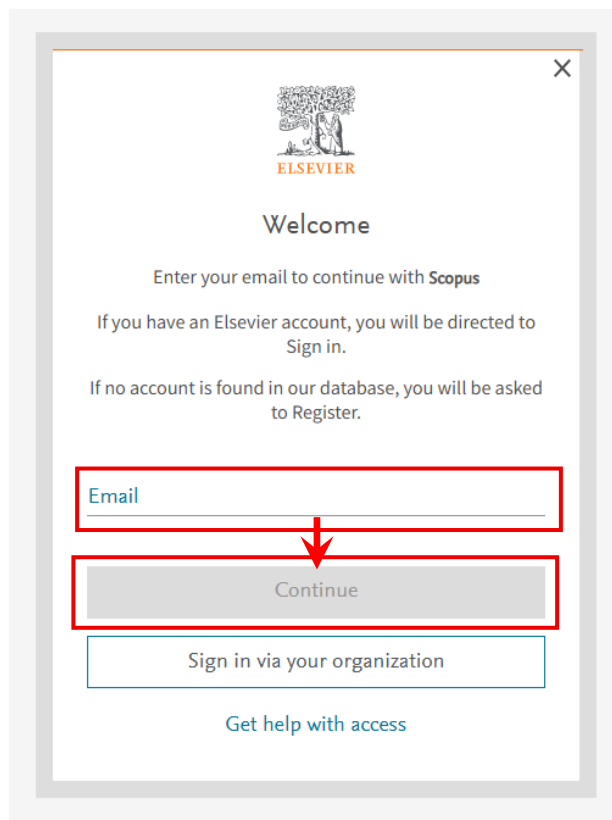 ELSEVIER
Welcome
Enter your email to continue with Scopus
If you have an Elsevier account, you will be directed to
Sign in.
If no account is found in our database, you will be asked
to Register.
Email
Continue
Sign in via your organization
Get help with access